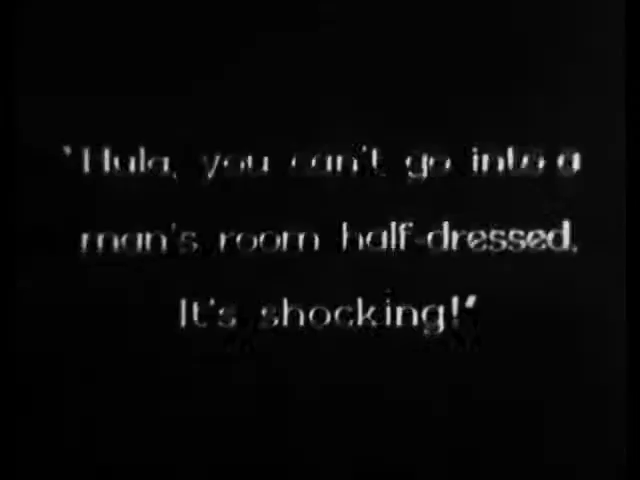 "Hula, you can't go into a
man's room half-dressed.
It's shocking!"